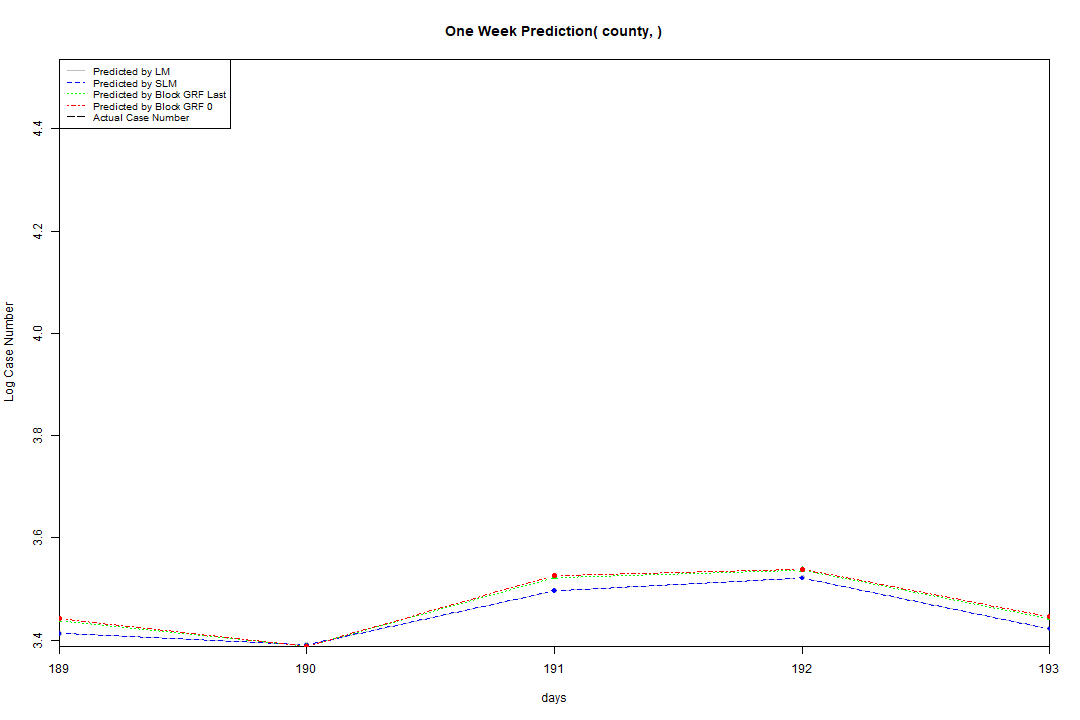 One Week Prediction( county, )
Predicted by LM
Predicted by SLM
Predicted by Block GRF Last
Predicted by Block GRF 0
Actual Case Number
4.4
4.2
4.0
3.8
3.6
3.4
Log Case Number
189 190 191 192 193
days